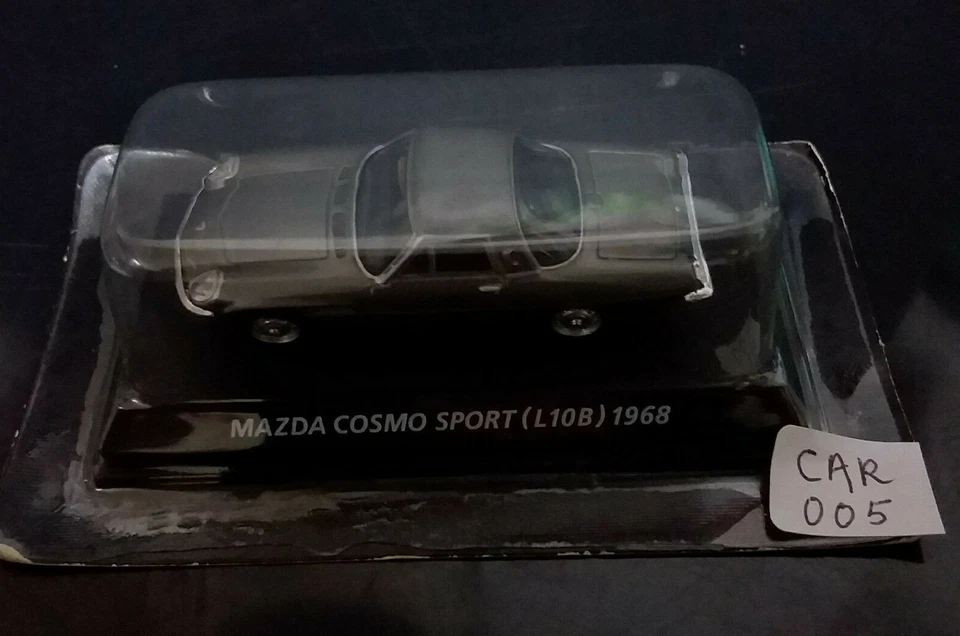 MAZDA COSMO SPORT (L10B) 1968
CAR
005